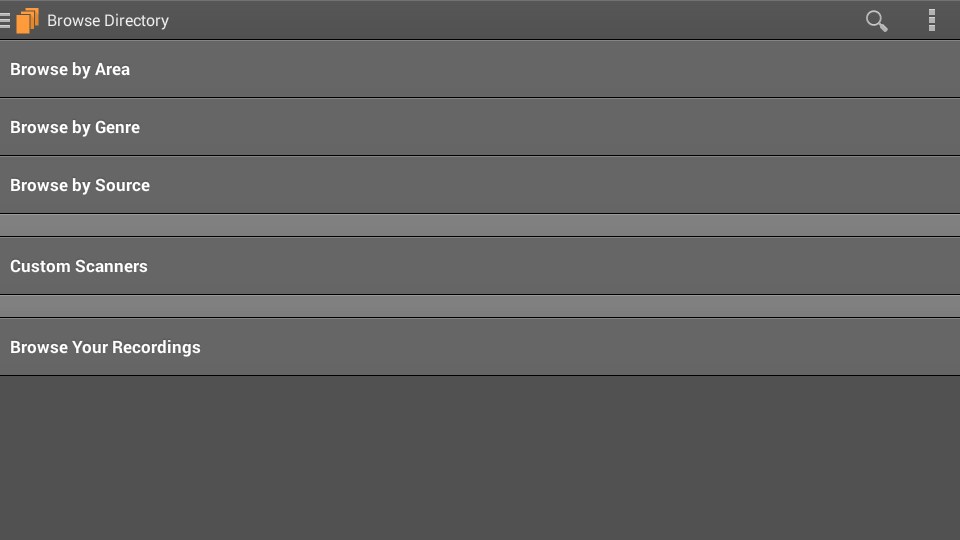 Browse Directory
Browse by Area
Browse by Genre
Browse by Source
Custom Scanners
Browse Your Recordings